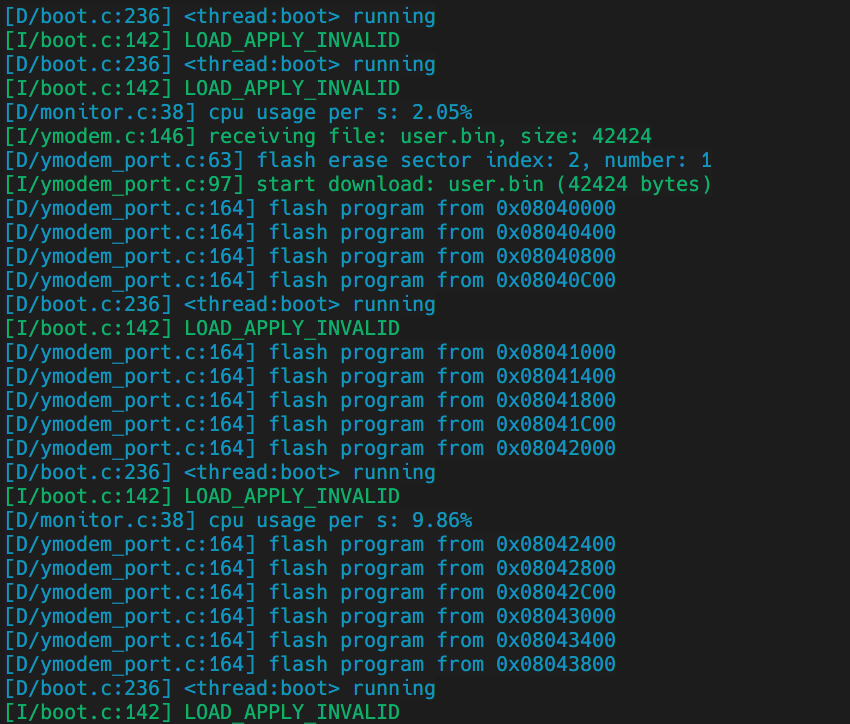 [D/boot.c:236] <thread:boot> running
[I/boot.c:142] LOAD_APPLY_INVALID
[D/boot.c:236] <thread:boot> running
[I/boot.c:142] LOAD_APPLY_INVALID
[D/monitor.c:38] cpu usage per s: 2.05%
[I/ymodem.c:146] receiving file: user.bin, size: 42424
[D/ymodem_port.c:63] flash erase sector index: 2, number: 1
[I/ymodem_port.c:97] start download: user.bin (42424 bytes)
[D/ymodem_port.c:164] flash program from 0x08040000
[D/ymodem_port.c:164] flash program from 0x08040400
[D/ymodem_port.c:164] flash program from 0x08040800
[D/ymodem_port.c:164] flash program from 0x08040C00
[D/boot.c:236] <thread:boot> running
[I/boot.c:142] LOAD_APPLY_INVALID
[D/ymodem_port.c:164] flash program from 0x08041000
[D/ymodem_port.c:164] flash program from 0x08041400
[D/ymodem_port.c:164] flash program from 0x08041800
[D/ymodem_port.c:164] flash program from 0x08041C00
[D/ymodem_port.c:164] flash program from 0x08042000
[D/boot.c:236] <thread:boot> running
[I/boot.c:142] LOAD_APPLY_INVALID
[D/monitor.c:38] cpu usage per s: 9.86%
[D/ymodem_port.c:164] flash program from 0x08042400
[D/ymodem_port.c:164] flash program from 0x08042800
[D/ymodem_port.c:164] flash program from 0x08042C00
[D/ymodem_port.c:164] flash program from 0x08043000
[D/ymodem_port.c:164] flash program from 0x08043400
[D/ymodem_port.c:164] flash program from 0x08043800
[D/boot.c:236] <thread:boot> running
[I/boot.c:142] LOAD_APPLY_INVALID